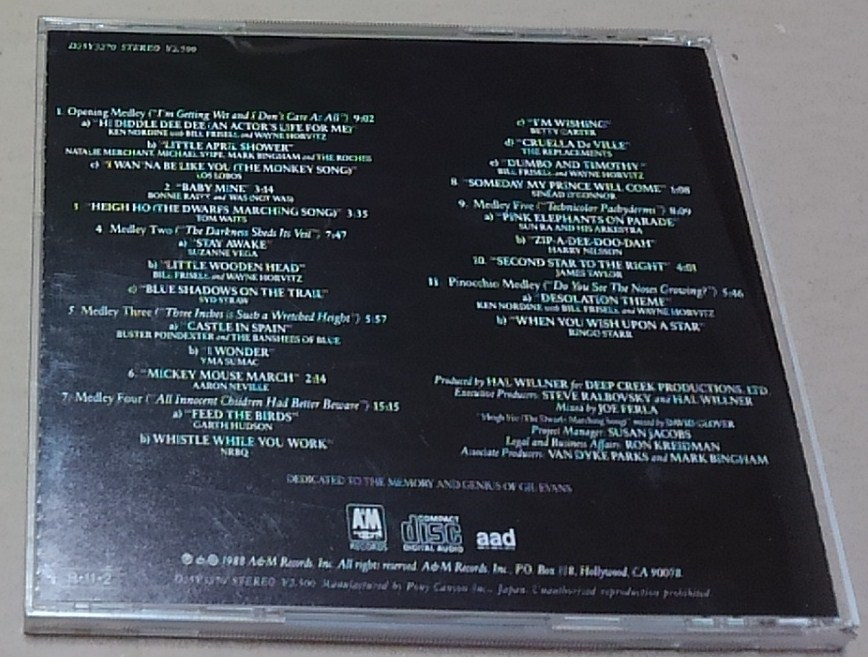 D25Y3270 STEREO ¥2,500
1. Opening Medley ("I'm Getting Wet and I Don't Care At All") 9:02
a) "HI DIDDLE DEE DEE (AN ACTOR'S LIFE FOR ME)"
KEN NORDINE with BILL FRISELL and WAYNE HORVITZ
b) "LITTLE APRIL SHOWER"
NATALIE MERCHANT, MICHAEL STIPE, MARK BINGHAM and THE ROCHES
c) "I WAN'NA BE LIKE YOU (THE MONKEY SONG)"
LOS LOBOS
2. "BABY MINE" 3:14
BONNIE RAITT and WAS (NOT WAS)
3. "HEIGH HO (THE DWARFS MARCHING SONG)" 3:35
TOM WAITS
4. Medley Two ("The Darkness Sheds Its Veil") 7:47
a) "STAY AWAKE"
SUZANNE VEGA
b) "LITTLE WOODEN HEAD"
BILL FRISELL and WAYNE HORVITZ
c) "BLUE SHADOWS ON THE TRAIL"
SYD STRAW
5. Medley Three ("Three Inches is Such a Wretched Height") 5:57
a) "CASTLE IN SPAIN"
BUSTER POINDEXTER and THE BANSHEES OF BLUE
b) "I WONDER"
YMA SUMAC
6. "MICKEY MOUSE MARCH" 2:14
AARON NEVILLE
7. Medley Four ("All Innocent Children Had Better Beware") 15:15
a) "FEED THE BIRDS"
GARTH HUDSON
b) WHISTLE WHILE YOU WORK"
NRBQ
c) "I'M WISHING"
BETTY CARTER
d) "CRUELLA De VILLE"
THE REPLACEMENTS
e) "DUMBO AND TIMOTHY"
BILL FRISELL and WAYNE HORVITZ
8. "SOMEDAY MY PRINCE WILL COME"
SINEAD O'CONNOR
9. Medley Five ("Technicolor Pachyderms") 8:09
a) "PINK ELEPHANTS ON PARADE"
SUN RA AND HIS ARKESTRA
b) "ZIP-A-DEE-DOO-DAH"
HARRY NILSSON
10. "SECOND STAR TO THE RIGHT" 4:01
JAMES TAYLOR
11. Pinocchio Medley ("Do You See The Noses Growing?") 5:46
a) "DESOLATION THEME"
KEN NORDINE with BILL FRISELL and WAYNE HORVITZ
b) "WHEN YOU WISH UPON A STAR"
RINGO STARR
Produced by HAL WILLNER for DEEP CREEK PRODUCTIONS, LTD.
Executive Producers: STEVE RALBOVSKY and HAL WILLNER
Mixed by JOE FERLA
"Heigh Ho (The Dwarfs Marching Song)" mixed by DAVID GLOVER
Project Manager: SUSAN JACOBS
Legal and Business Affairs: RON KREIDMAN
Associate Producers: VAN DYKE PARKS and MARK BINGHAM
DEDICATED TO THE MEMORY AND GENIUS OF GIL EVANS
A&M RECORDS
COMPACT disc DIGITAL AUDIO
aad
℗ & © 1988 A&M Records, Inc. All rights reserved. A&M Records, Inc., P.O. Box 118, Hollywood, CA 90078.
D25Y3270 STEREO ¥2,500 Manufactured by Pony Canyon Inc., Japan. Unauthorized reproduction prohibited.